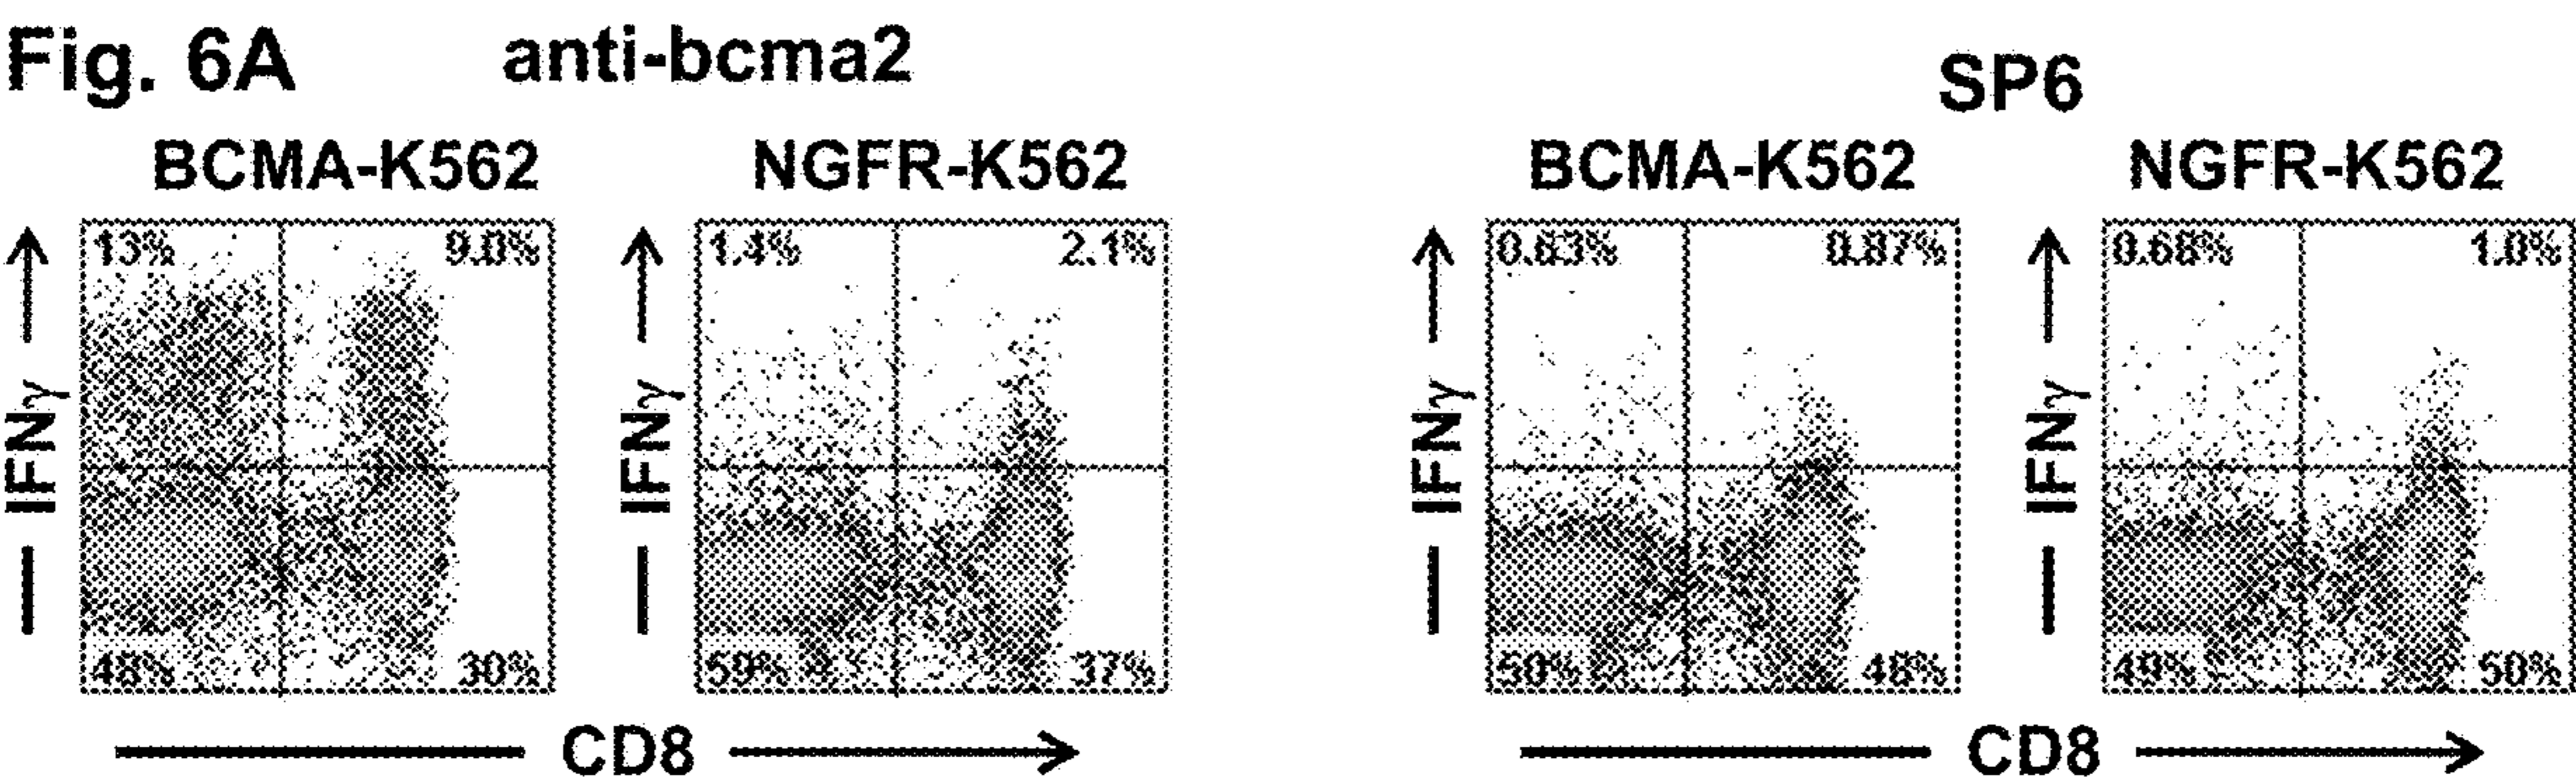 Fig. 6A anti-bcma2 SP6
BCMA-K562 NGFR-K562 BCMA-K562 NGFR-K562
13% 9.0% 1.4% 2.1% 0.63% 0.87% 0.68% 1.0%
IFNγ IFNγ IFNγ IFNγ
48% 30% 59% 37% 50% 48% 49% 50%
CD8 CD8